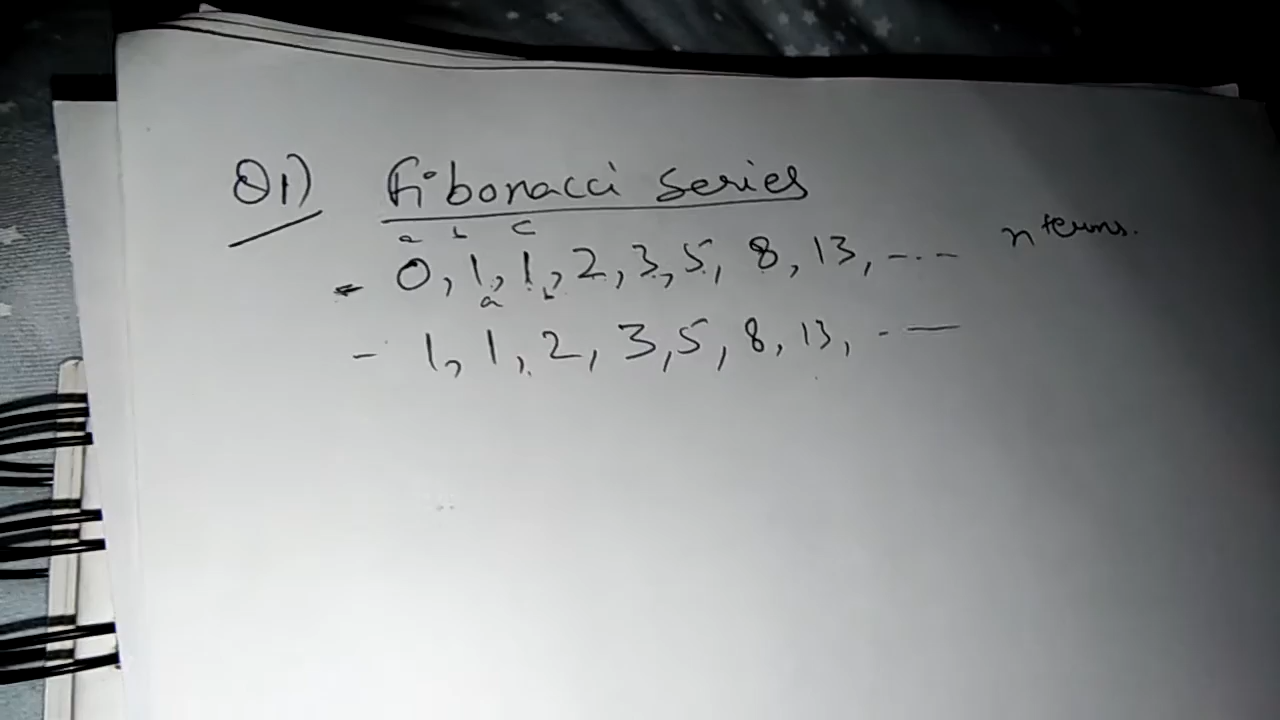 Q1) Fibonacci series
a b c
- 0, 1, 1, 2, 3, 5, 8, 13, ---- n terms.
a b
- 1, 1, 2, 3, 5, 8, 13, - —